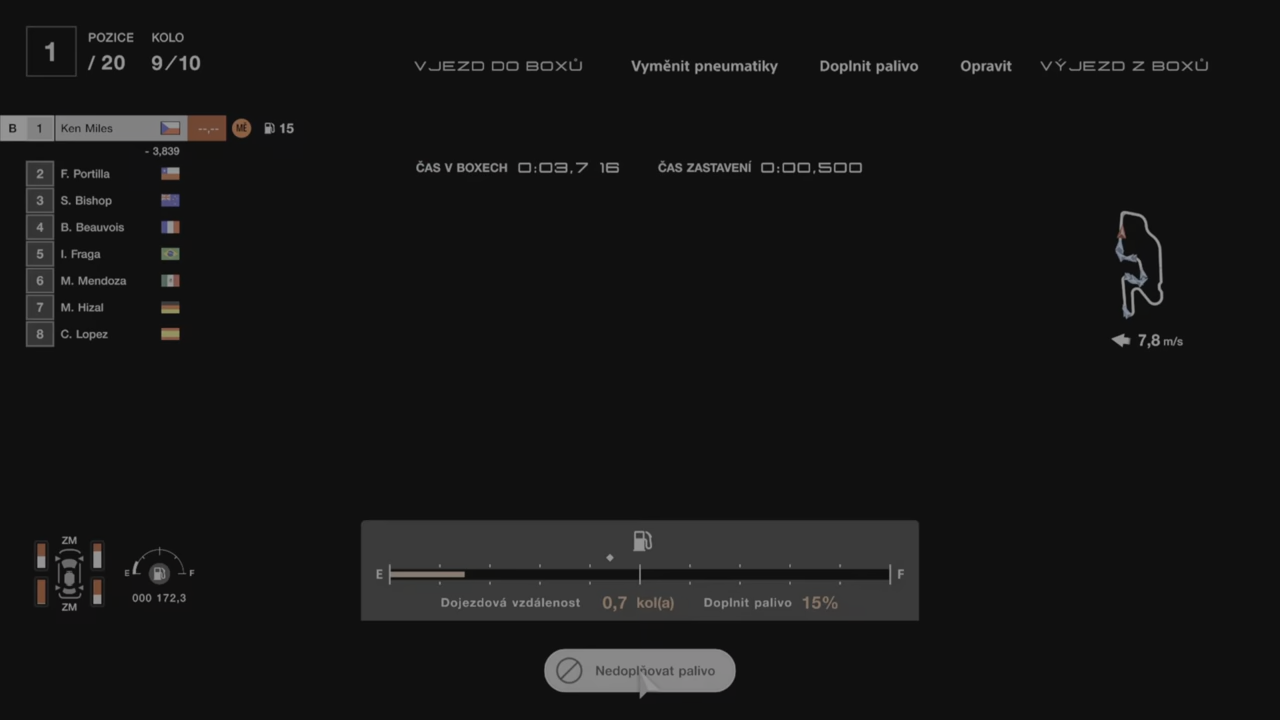 1
POZICE KOLO
/ 20 9/10
VJEZD DO BOXŮ Vyměnit pneumatiky Doplnit palivo Opravit VÝJEZD Z BOXŮ
B 1 Ken Miles --,-- MĚ 15
- 3,839
ČAS V BOXECH 0:03,7 16 ČAS ZASTAVENÍ 0:00,500
2 F. Portilla
3 S. Bishop
4 B. Beauvois
5 I. Fraga
6 M. Mendoza
7 M. Hizal
8 C. Lopez
7,8 m/s
ZM
E F
000 172,3
ZM
E F
Dojezdová vzdálenost 0,7 kol(a) Doplnit palivo 15%
Nedoplňovat palivo